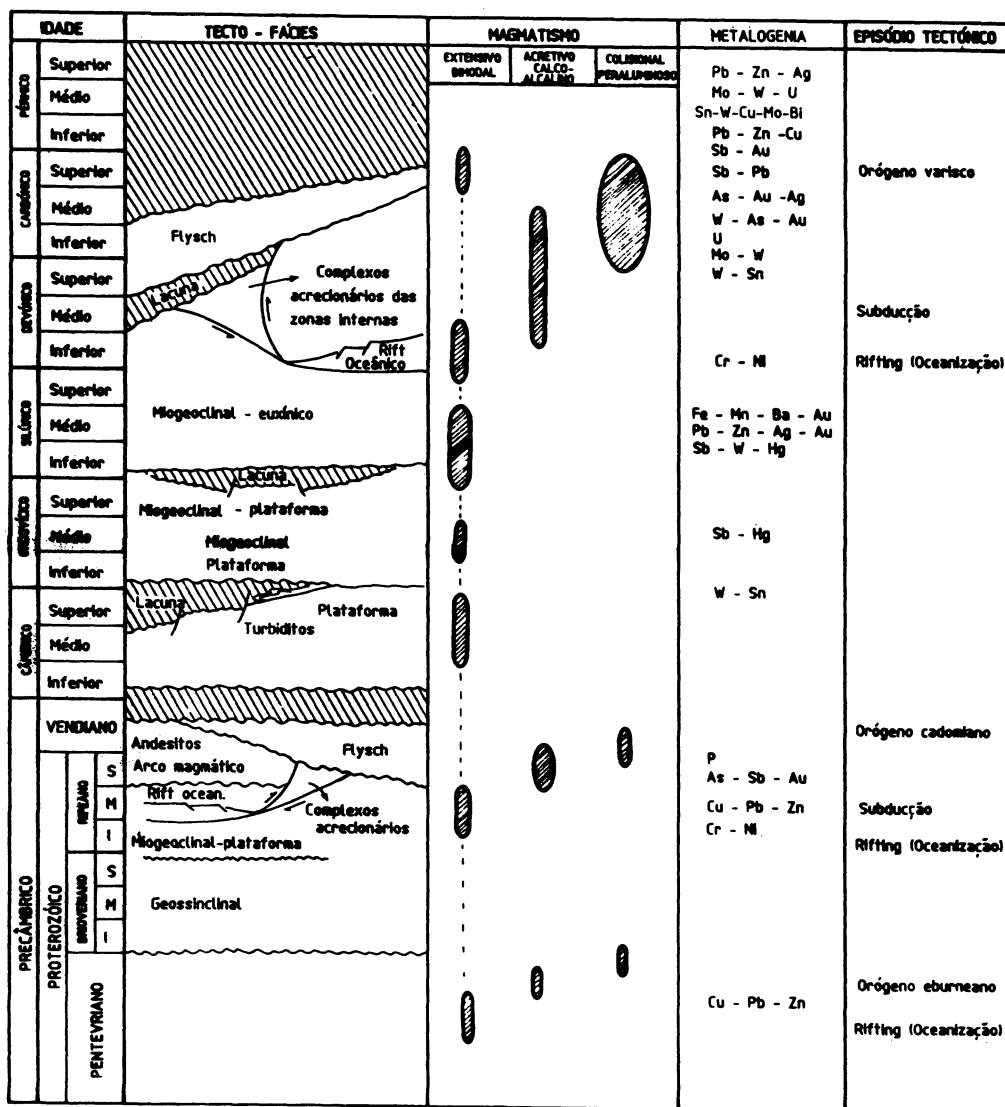 IDADE
TECTO - FÁCIES
MAGMATISMO
METALOGENIA
EPISÓDIO TECTÓNICO
EXTENSIVO
BIMODAL
ACRETIVO
CALCO-
ALCALINO
COLISIONAL
PERALUMINOSO
PÉRMICO
Superior
Médio
Inferior
CARBÓNICO
Superior
Médio
Inferior
DEVÓNICO
Superior
Médio
Inferior
SILÚRICO
Superior
Médio
Inferior
ORDOVÍCICO
Superior
Médio
Inferior
CÂMBRICO
Superior
Médio
Inferior
PRECÂMBRICO
PROTEROZÓICO
VENDIANO
RIFEANO
S
M
I
BRIOVERIANO
S
M
I
PENTEVRIANO
Flysch
Lacuna
Complexos
acrecionários das
zonas internas
Rift
Oceânico
Miogeoclinal - euxínico
Lacuna
Miogeoclinal - plataforma
Miogeoclinal
Plataforma
Lacuna
Plataforma
Turbiditos
Andesitos
Arco magmático
Flysch
Rift ocean.
Complexos
acrecionários
Miogeoclinal-plataforma
Geossinclinal
Pb - Zn - Ag
Mo - W - U
Sn-W-Cu-Mo-Bi
Pb - Zn -Cu
Sb - Au
Sb - Pb
As - Au -Ag
W - As - Au
U
Mo - W
W - Sn
Cr - Ni
Fe - Mn - Ba - Au
Pb - Zn - Ag - Au
Sb - W - Hg
Sb - Hg
W - Sn
P
As - Sb - Au
Cu - Pb - Zn
Cr - Ni
Cu - Pb - Zn
Orógeno varisco
Subducção
Rifting (Oceanização)
Orógeno cadomiano
Subducção
Rifting (Oceanização)
Orógeno eburneano
Rifting (Oceanização)